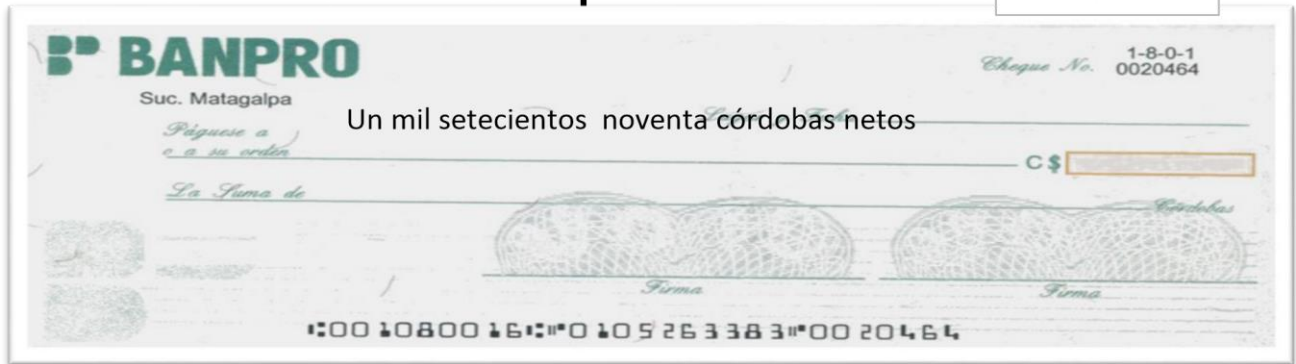 BANPRO
Suc. Matagalpa
Cheque No. 1-8-0-1
0020464
Un mil setecientos noventa córdobas netos
Páguese a
o a su orden
C$
La Suma de
Córdobas
Firma
Firma
⑆001080016⑆⑈0105263383⑈0020464